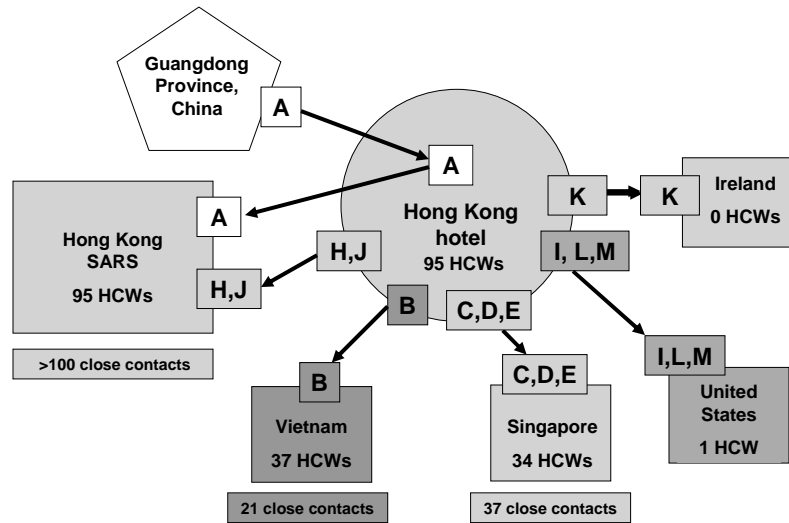 Guangdong
Province,
China
A
A
Hong Kong
hotel
95 HCWs
K
K
Ireland
0 HCWs
A
Hong Kong
SARS
95 HCWs
H,J
H,J
I, L,M
B
C,D,E
>100 close contacts
B
Vietnam
37 HCWs
21 close contacts
C,D,E
Singapore
34 HCWs
37 close contacts
I,L,M
United
States
1 HCW